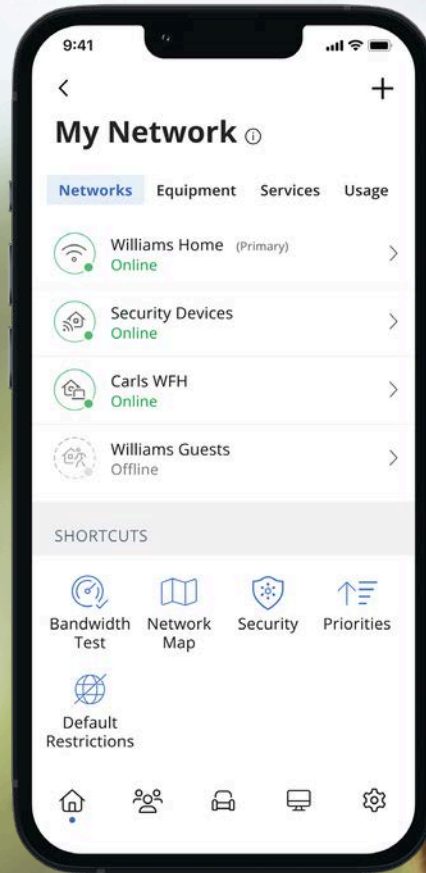 9:41
My Network
Networks Equipment Services Usage
Williams Home (Primary)
Online
Security Devices
Online
Carls WFH
Online
Williams Guests
Offline
SHORTCUTS
Bandwidth Test
Network Map
Security
Priorities
Default Restrictions